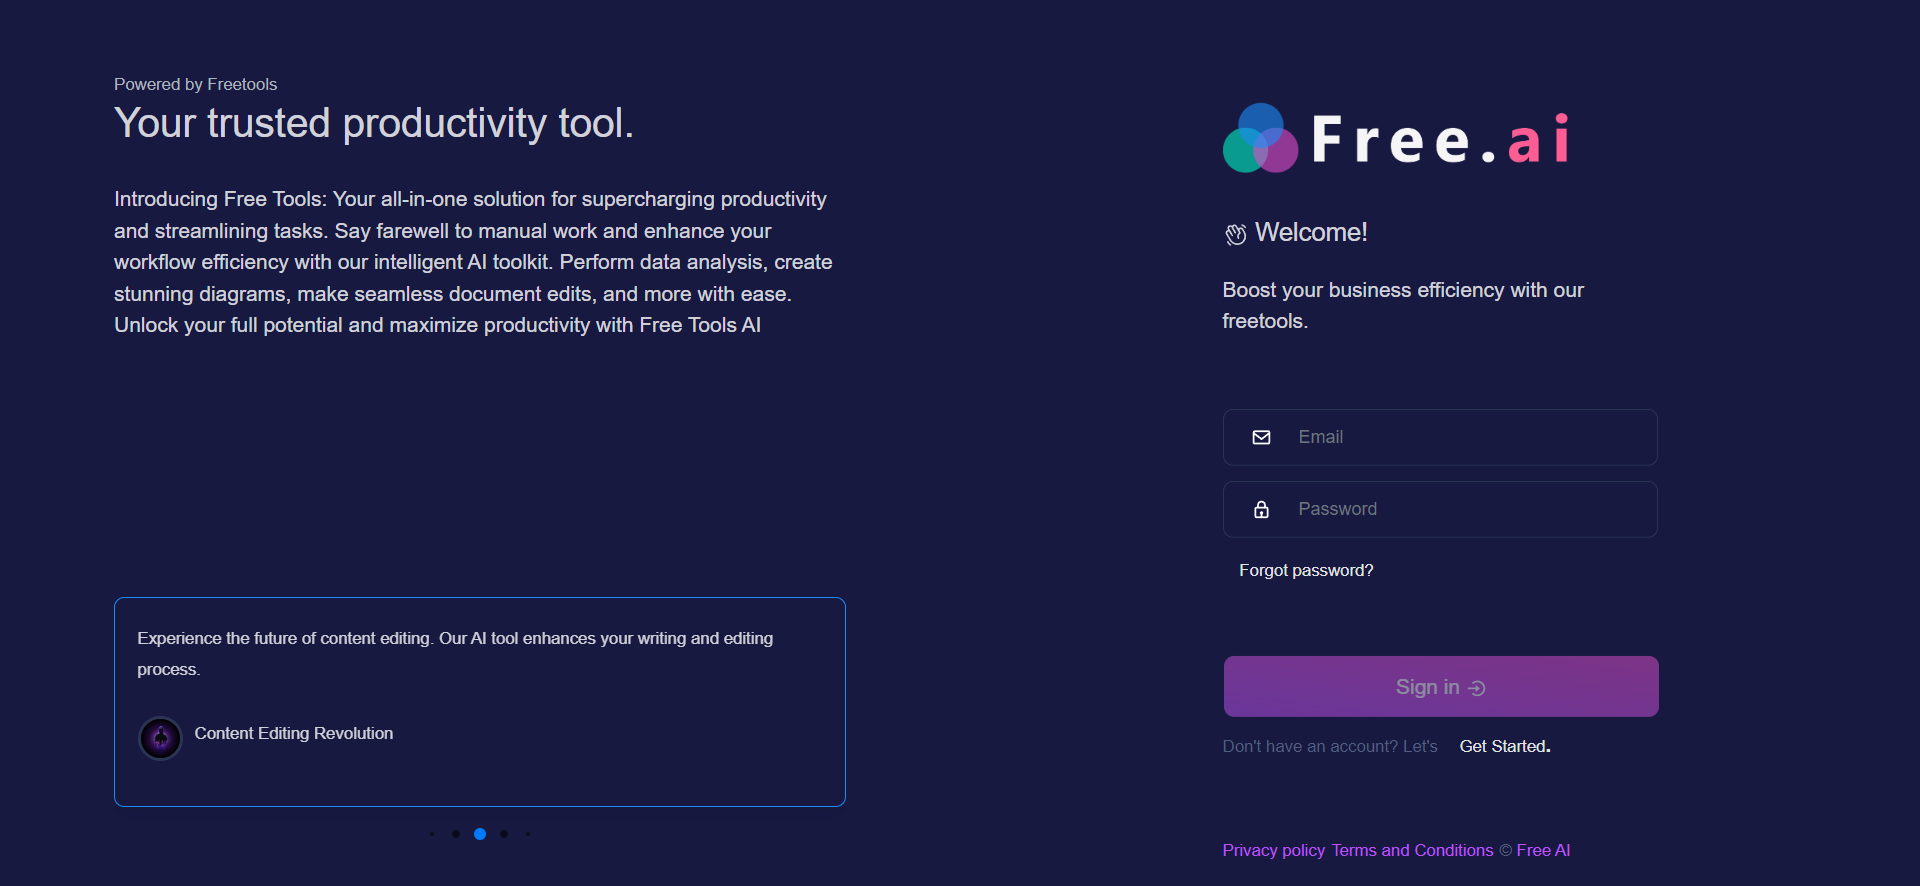 Powered by Freetools
Your trusted productivity tool.
Introducing Free Tools: Your all-in-one solution for supercharging productivity
and streamlining tasks. Say farewell to manual work and enhance your
workflow efficiency with our intelligent AI toolkit. Perform data analysis, create
stunning diagrams, make seamless document edits, and more with ease.
Unlock your full potential and maximize productivity with Free Tools AI
Experience the future of content editing. Our AI tool enhances your writing and editing
process.
Content Editing Revolution
Free.ai
Welcome!
Boost your business efficiency with our
freetools.
Email
Password
Forgot password?
Sign in
Don't have an account? Let's Get Started.
Privacy policy Terms and Conditions © Free AI